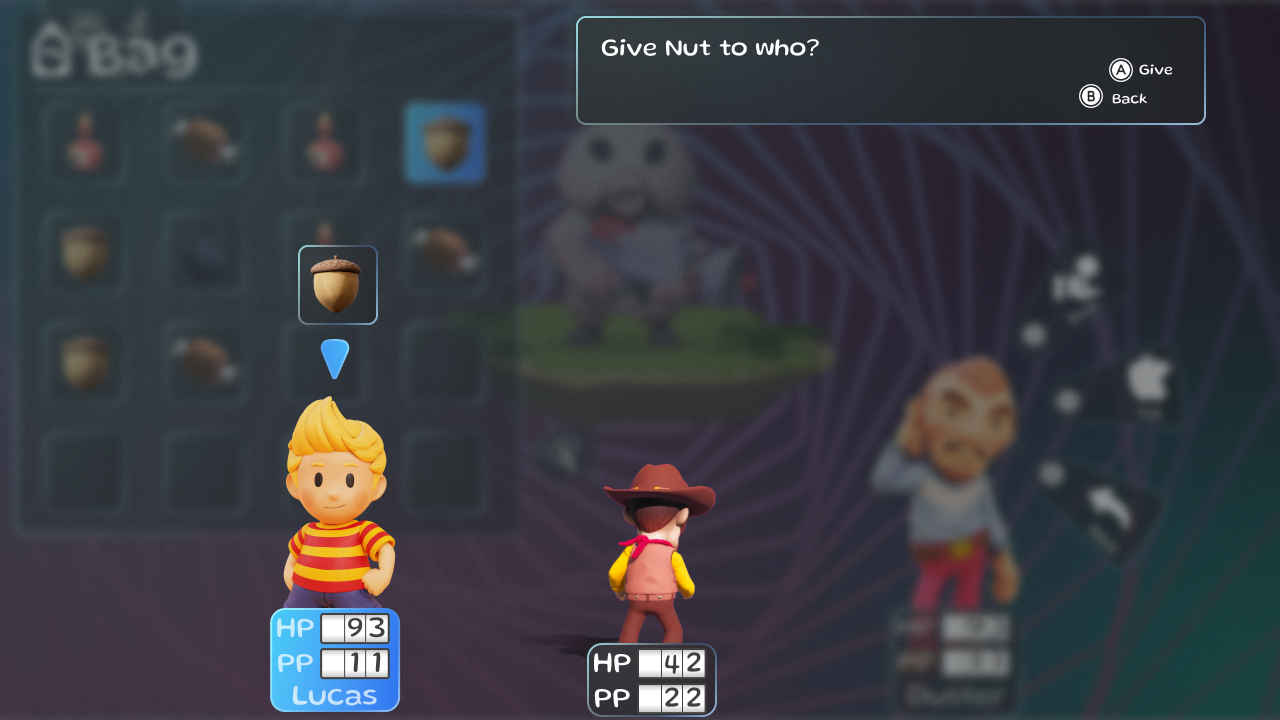 Bag
Give Nut to who?
A Give
B Back
HP 93
PP 11
Lucas
HP 42
PP 22